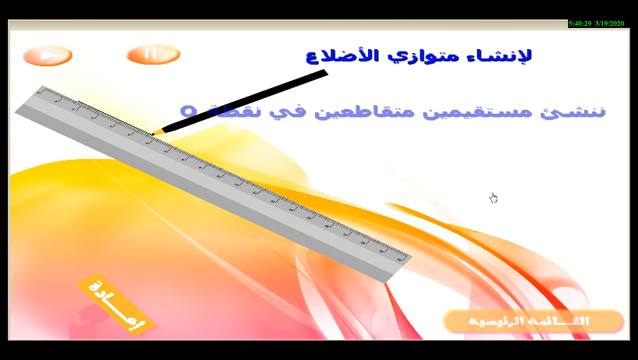 5:40:29 3/19/2020
لإنشاء متوازي الأضلاع
ننشئ مستقيمين متقاطعين في نقطة O
إعادة
القائمة الرئيسية